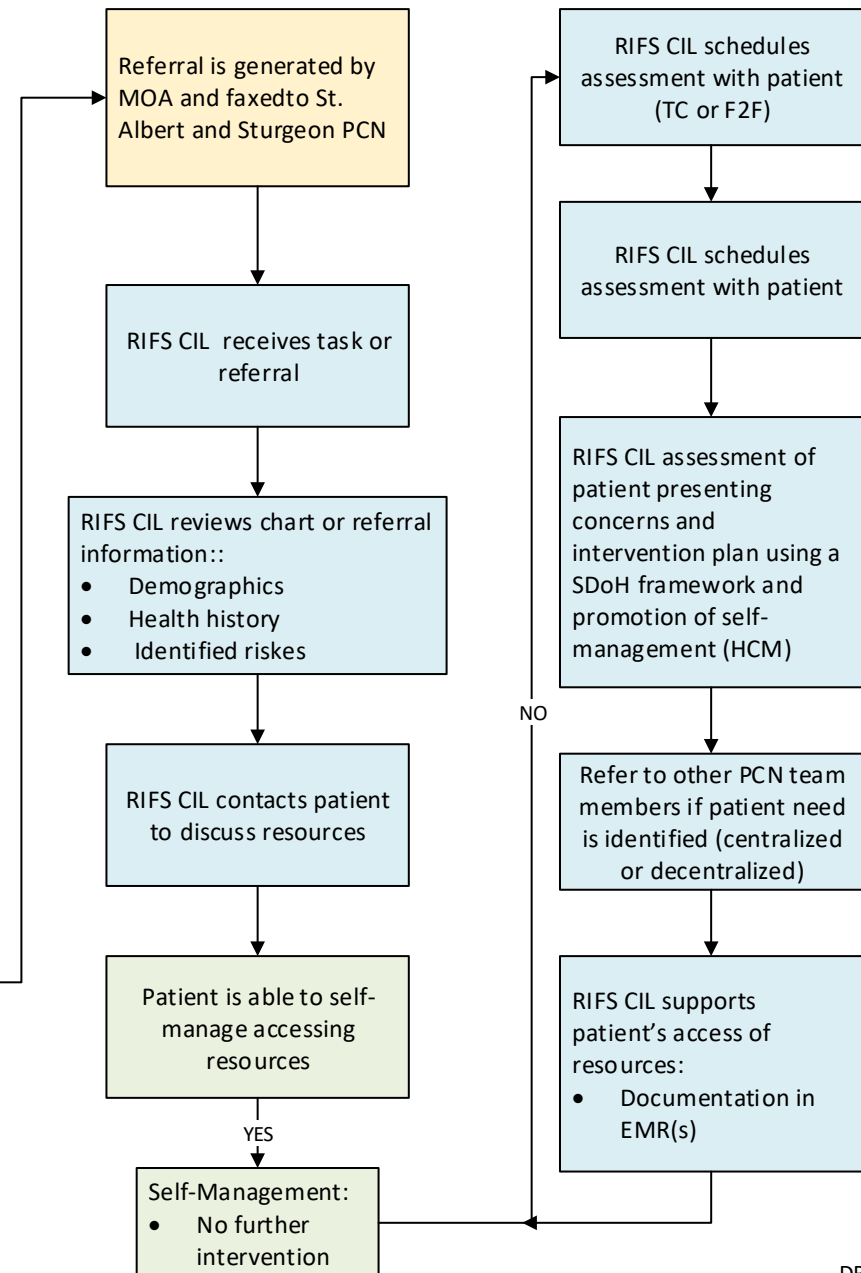 Referral is generated by
MOA and faxedto St.
Albert and Sturgeon PCN
RIFS CIL receives task or
referral
RIFS CIL reviews chart or referral
information::
• Demographics
• Health history
• Identified riskes
RIFS CIL contacts patient
to discuss resources
Patient is able to self-
manage accessing
resources
YES
Self-Management:
• No further
intervention
NO
RIFS CIL schedules
assessment with patient
(TC or F2F)
RIFS CIL schedules
assessment with patient
RIFS CIL assessment of
patient presenting
concerns and
intervention plan using a
SDoH framework and
promotion of self-
management (HCM)
Refer to other PCN team
members if patient need
is identified (centralized
or decentralized)
RIFS CIL supports
patient’s access of
resources:
• Documentation in
EMR(s)